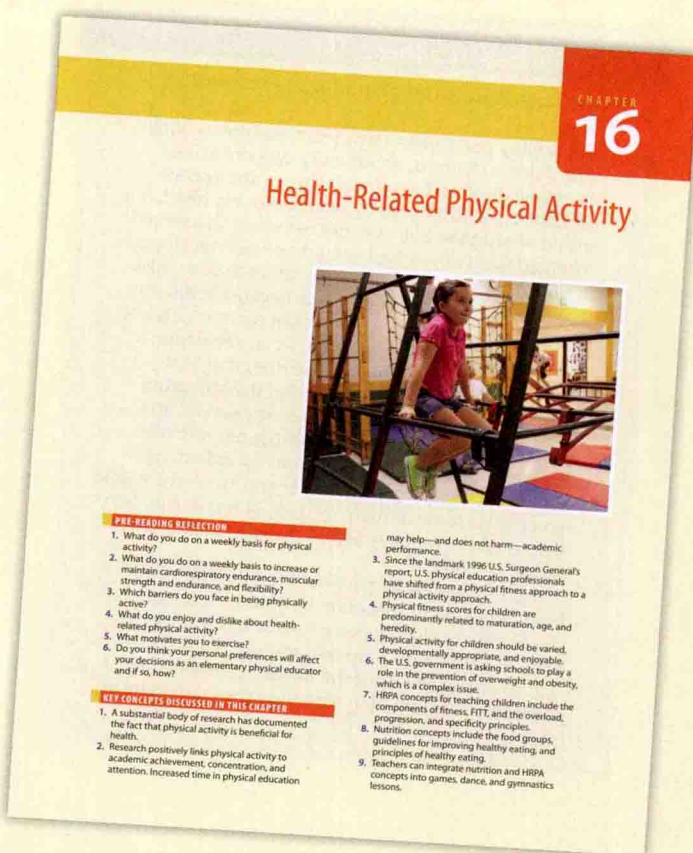 CHAPTER
16
Health-Related Physical Activity
PRE-READING REFLECTION
1. What do you do on a weekly basis for physical
activity?
2. What do you do on a weekly basis to increase or
maintain cardiorespiratory endurance, muscular
strength and endurance, and flexibility?
3. Which barriers do you face in being physically
active?
4. What do you enjoy and dislike about health-
related physical activity?
5. What motivates you to exercise?
6. Do you think your personal preferences will affect
your decisions as an elementary physical educator
and if so, how?
KEY CONCEPTS DISCUSSED IN THIS CHAPTER
1. A substantial body of research has documented
the fact that physical activity is beneficial for
health.
2. Research positively links physical activity to
academic achievement, concentration, and
attention. Increased time in physical education
may help—and does not harm—academic
performance.
3. Since the landmark 1996 U.S. Surgeon General's
report, U.S. physical education professionals
have shifted from a physical fitness approach to a
physical activity approach.
4. Physical fitness scores for children are
predominantly related to maturation, age, and
heredity.
5. Physical activity for children should be varied,
developmentally appropriate, and enjoyable.
6. The U.S. government is asking schools to play a
role in the prevention of overweight and obesity,
which is a complex issue.
7. HRPA concepts for teaching children include the
components of fitness, FITT, and the overload,
progression, and specificity principles.
8. Nutrition concepts include the food groups,
guidelines for improving healthy eating, and
principles of healthy eating.
9. Teachers can integrate nutrition and HRPA
concepts into games, dance, and gymnastics
lessons.